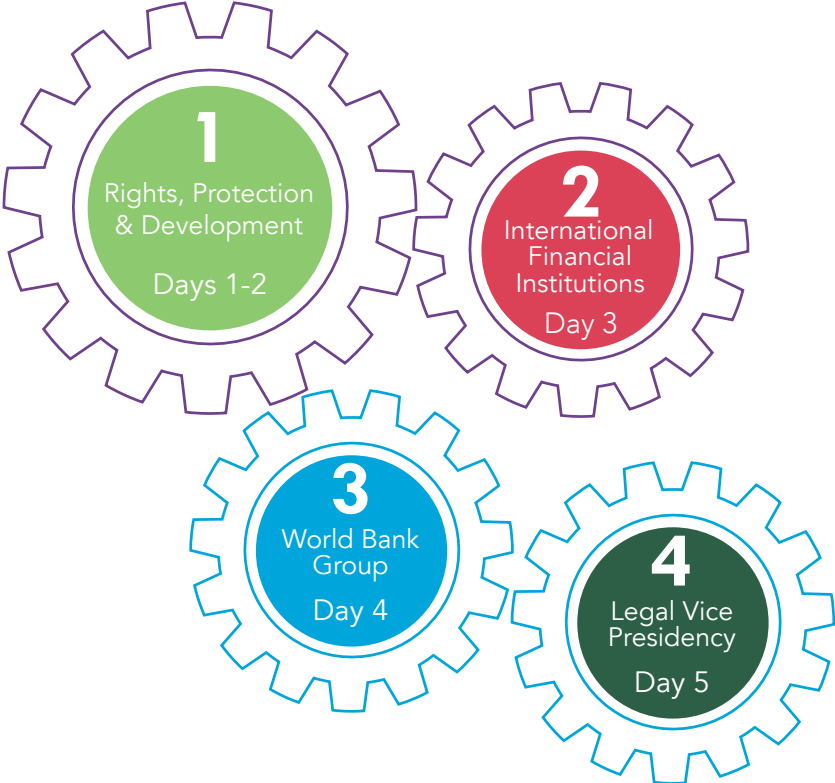 1
Rights, Protection
& Development
Days 1-2
2
International
Financial
Institutions
Day 3
3
World Bank
Group
Day 4
4
Legal Vice
Presidency
Day 5